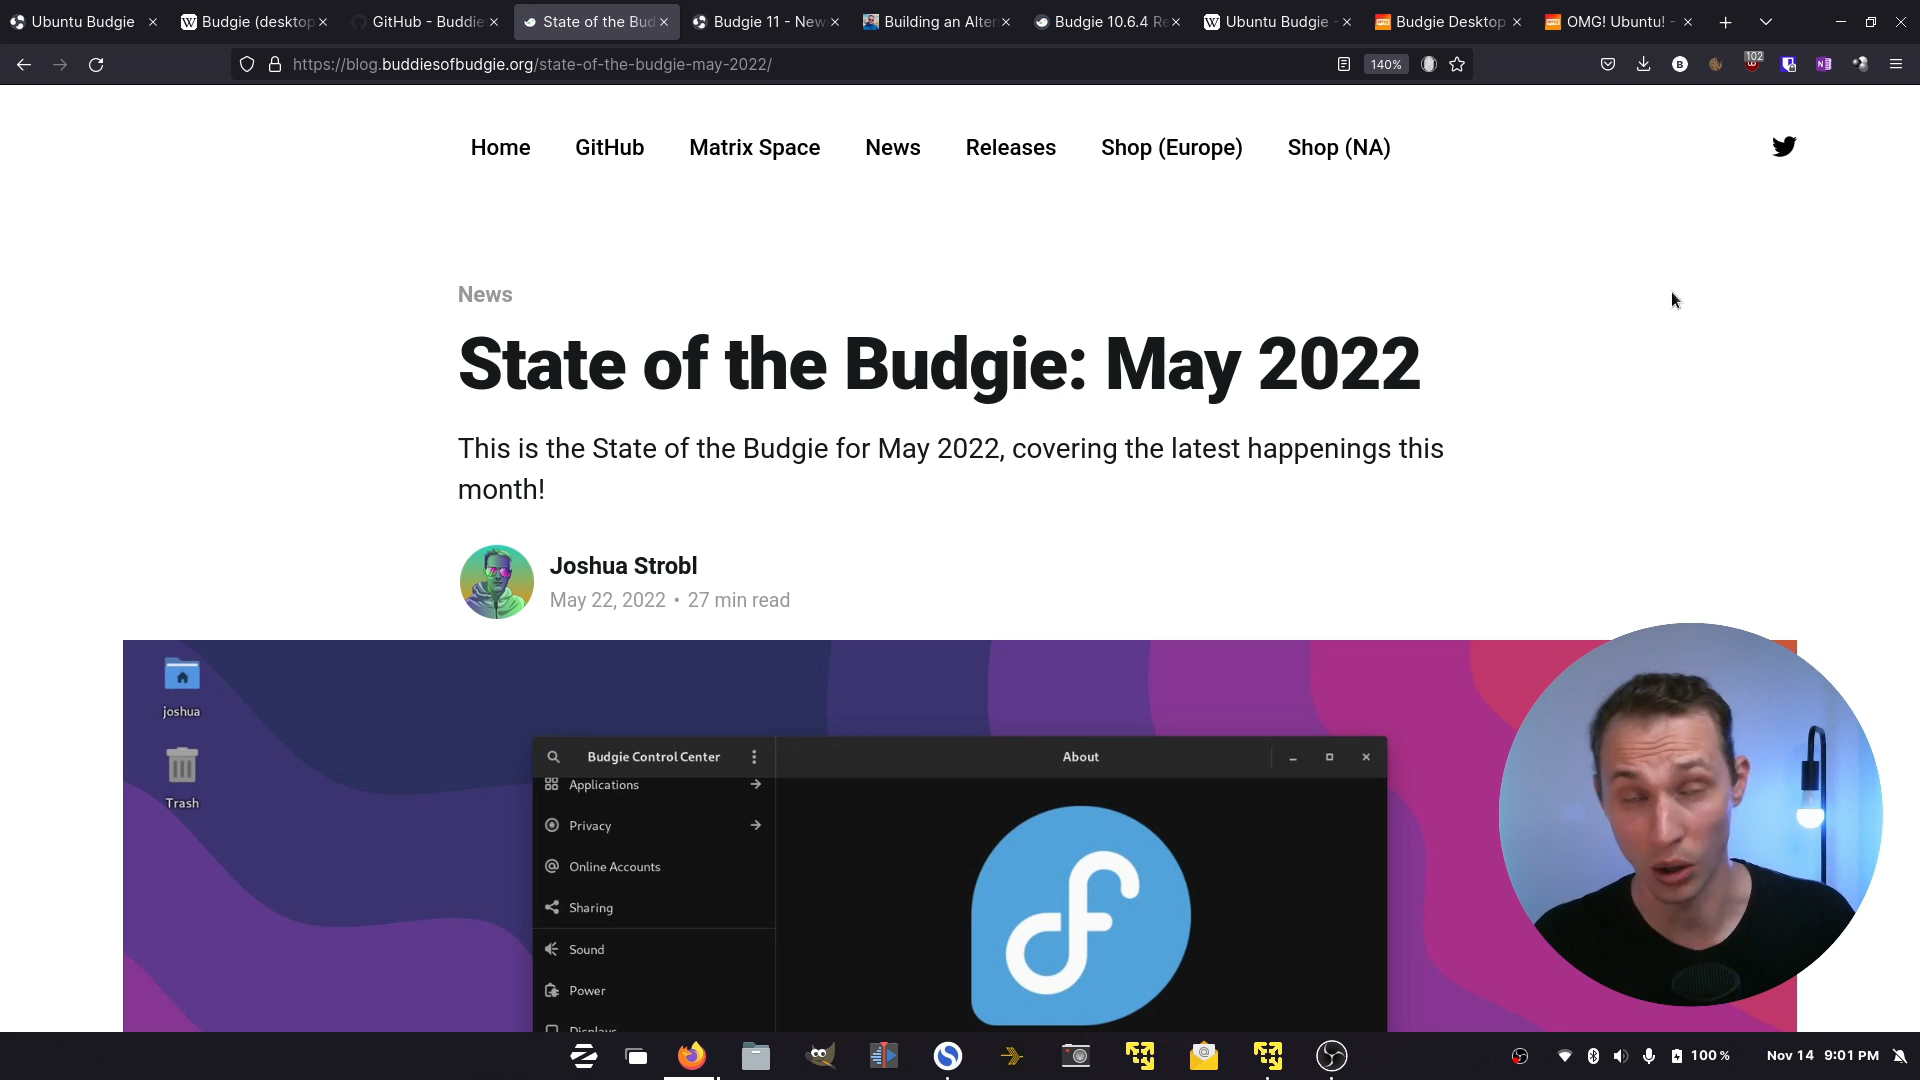 Ubuntu Budgie
Budgie (desktop
GitHub - Buddie
State of the Bud
Budgie 11 - New
Building an Alter
Budgie 10.6.4 Re
Ubuntu Budgie -
Budgie Desktop
OMG! Ubuntu! -
https://blog.buddiesofbudgie.org/state-of-the-budgie-may-2022/
140%
102
Home
GitHub
Matrix Space
News
Releases
Shop (Europe)
Shop (NA)
News
State of the Budgie: May 2022
This is the State of the Budgie for May 2022, covering the latest happenings this
month!
Joshua Strobl
May 22, 2022 • 27 min read
joshua
Trash
Budgie Control Center
About
Applications
Privacy
Online Accounts
Sharing
Sound
Power
Displays
100 %
Nov 14 9:01 PM